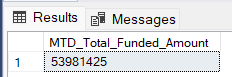 Results Messages
MTD_Total_Funded_Amount
1 53981425